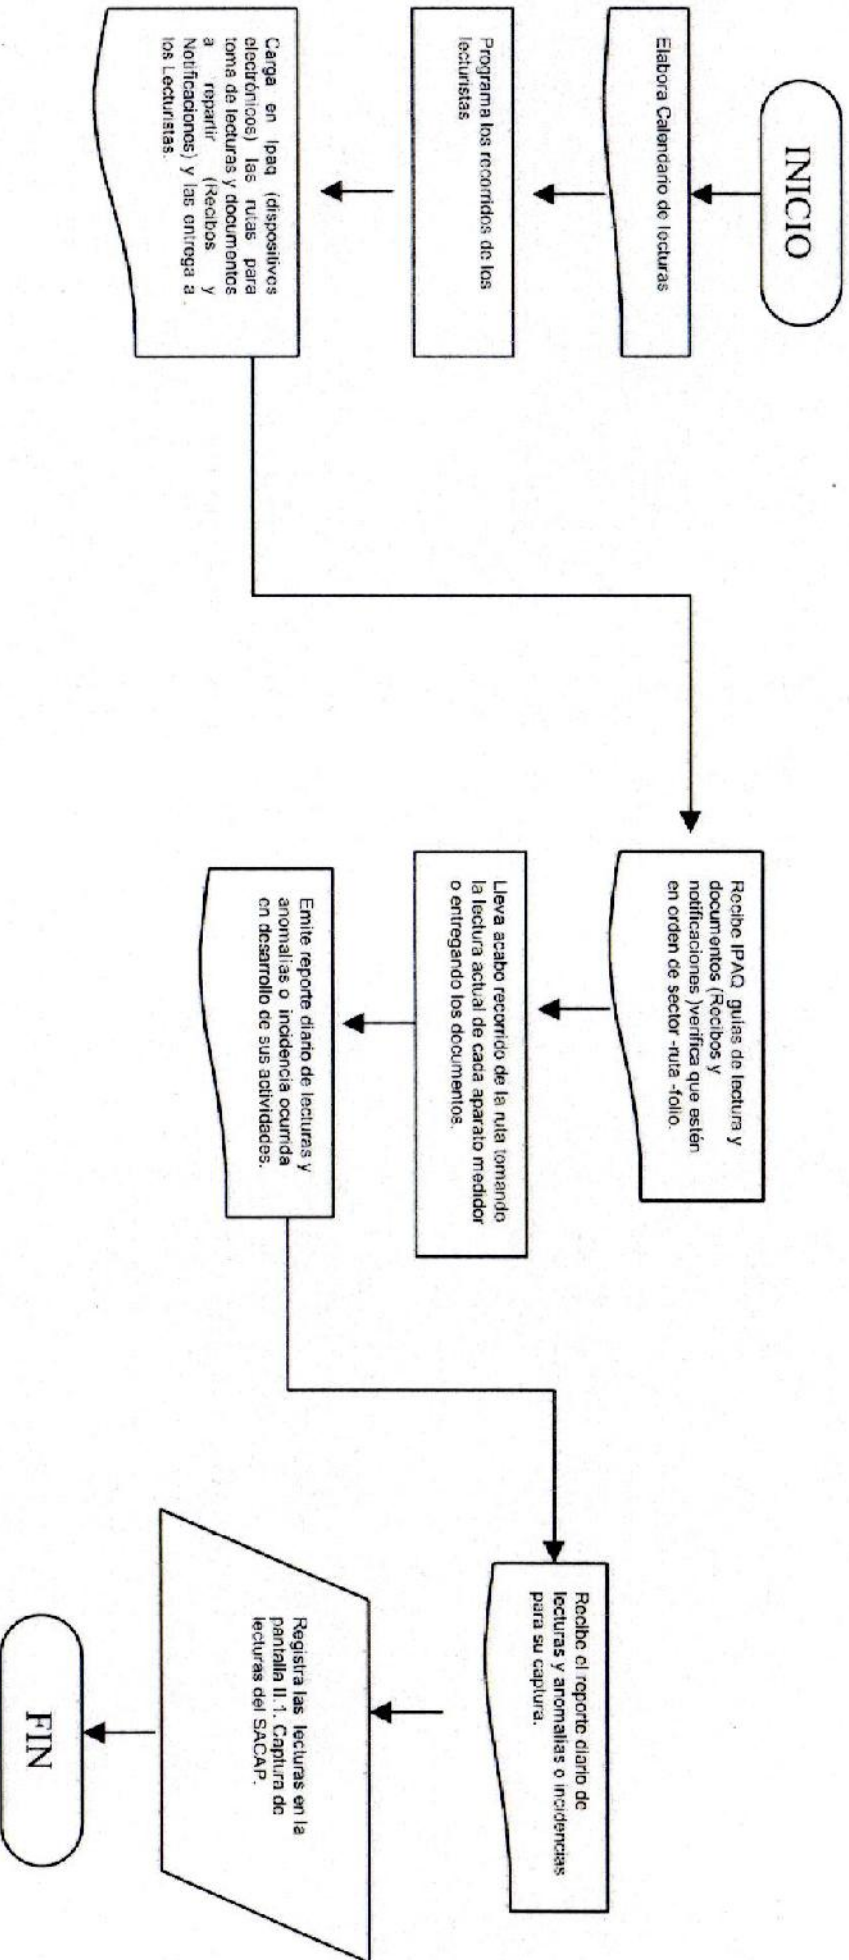 INICIO
Elabora Calendario de lecturas
Programa los recorridos de los
lecturistas
Carga en Ipaq (dispositivos
electrónicos) las rutas para
toma de lecturas y documentos
a repartir (Recibos y
Notificaciones) y las entrega a
los Lecturistas.
Recibe IPAQ guías de lectura y
documentos (Recibos y
notificaciones )verifica que estén
en orden de sector -ruta -folio.
Lleva acabo recorrido de la ruta tomando
la lectura actual de cada aparato medidor
o entregando los documentos.
Emite reporte diario de lecturas y
anomalías o incidencia ocurrida
en desarrollo de sus actividades.
Recibe el reporte diario de
lecturas y anomalías o incidencias
para su captura.
Registra las lecturas en la
pantalla II.1. Captura de
lecturas del SACAP.
FIN